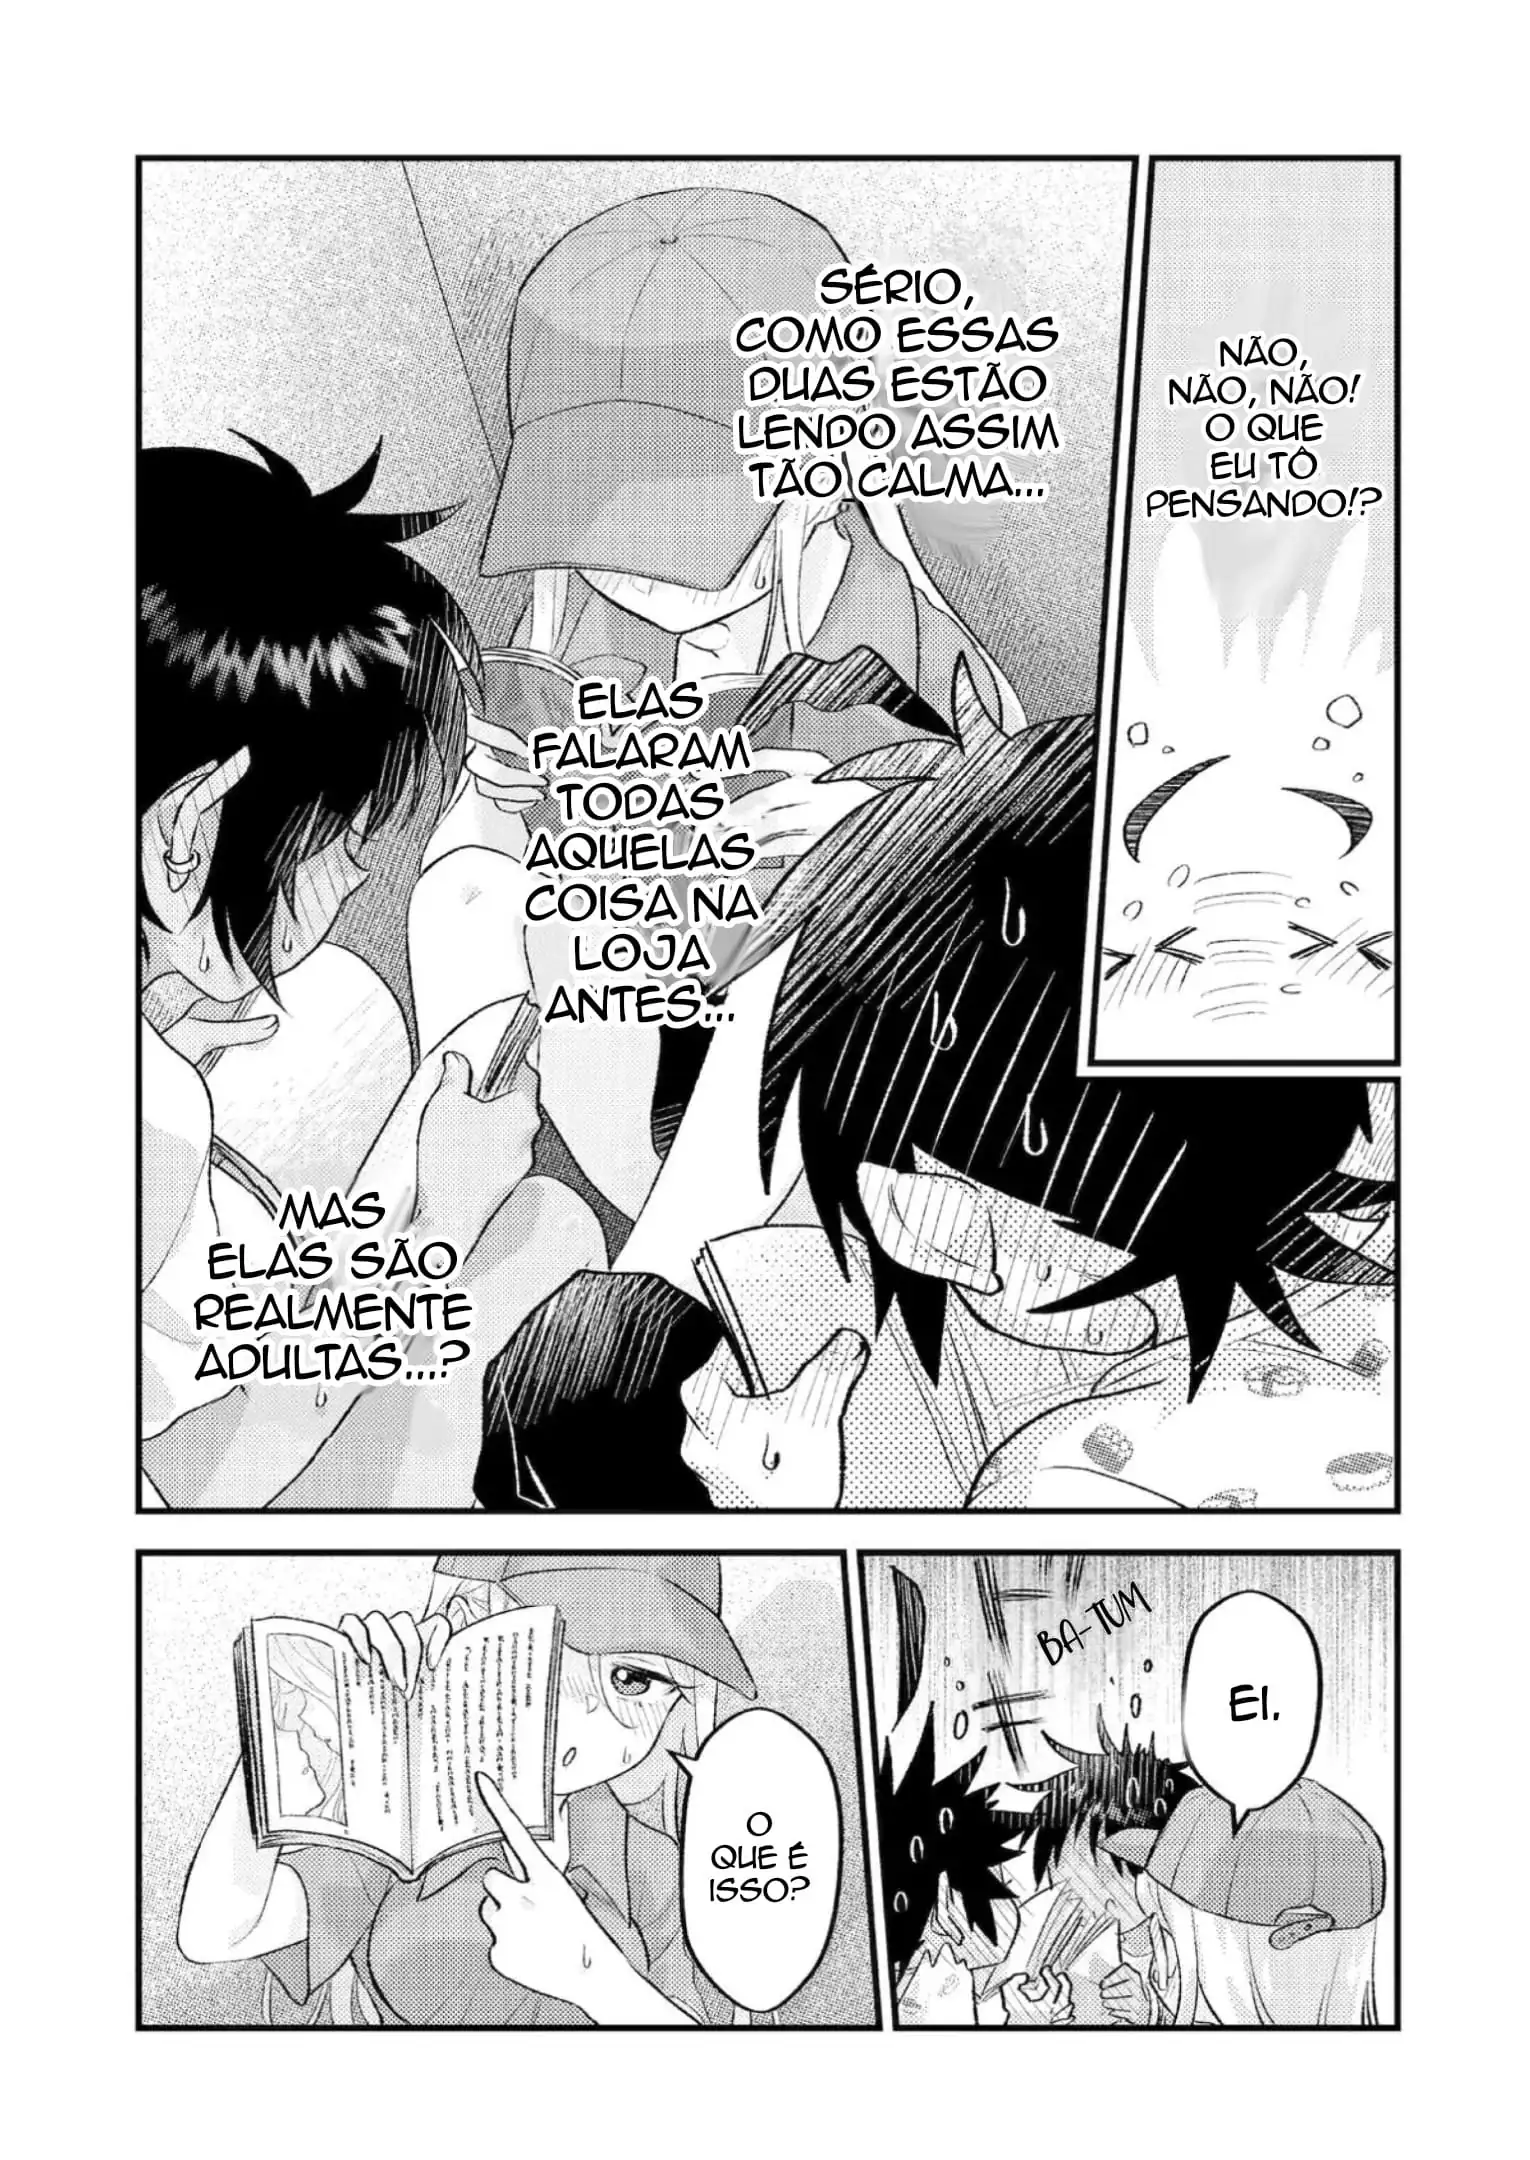 NÃO,
NÃO, NÃO!
O QUE
EU TÔ
PENSANDO!?
SÉRIO,
COMO ESSAS
DUAS ESTÃO
LENDO ASSIM
TÃO CALMA...
ELAS
FALARAM
TODAS
AQUELAS
COISA NA
LOJA
ANTES...
MAS
ELAS SÃO
REALMENTE
ADULTAS...?
BA-TUM
EI.
O
QUE É
ISSO?